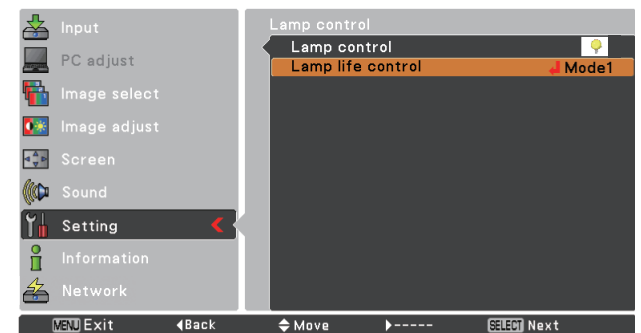 Input
PC adjust
Image select
Image adjust
Screen
Sound
Setting
Information
Network
Lamp control
Lamp control
Lamp life control Mode1
MENU Exit Back Move ----- SELECT Next